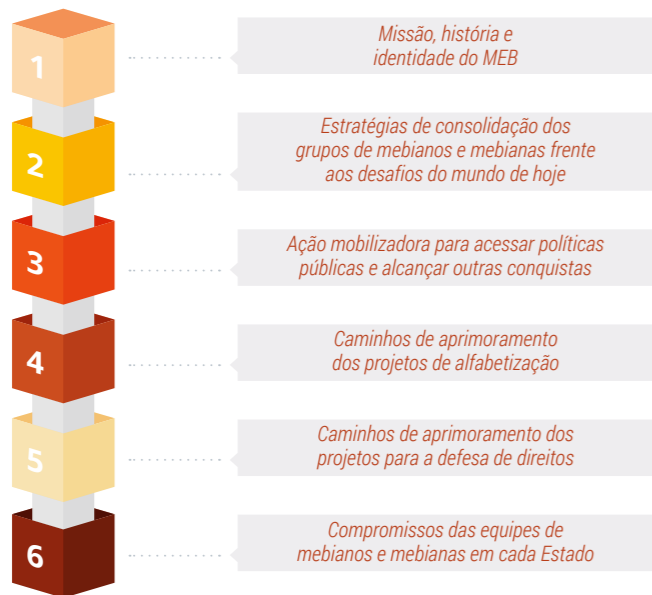 1
Missão, história e
identidade do MEB
2
Estratégias de consolidação dos
grupos de mebianos e mebianas frente
aos desafios do mundo de hoje
3
Ação mobilizadora para acessar políticas
públicas e alcançar outras conquistas
4
Caminhos de aprimoramento
dos projetos de alfabetização
5
Caminhos de aprimoramento dos
projetos para a defesa de direitos
6
Compromissos das equipes de
mebianos e mebianas em cada Estado